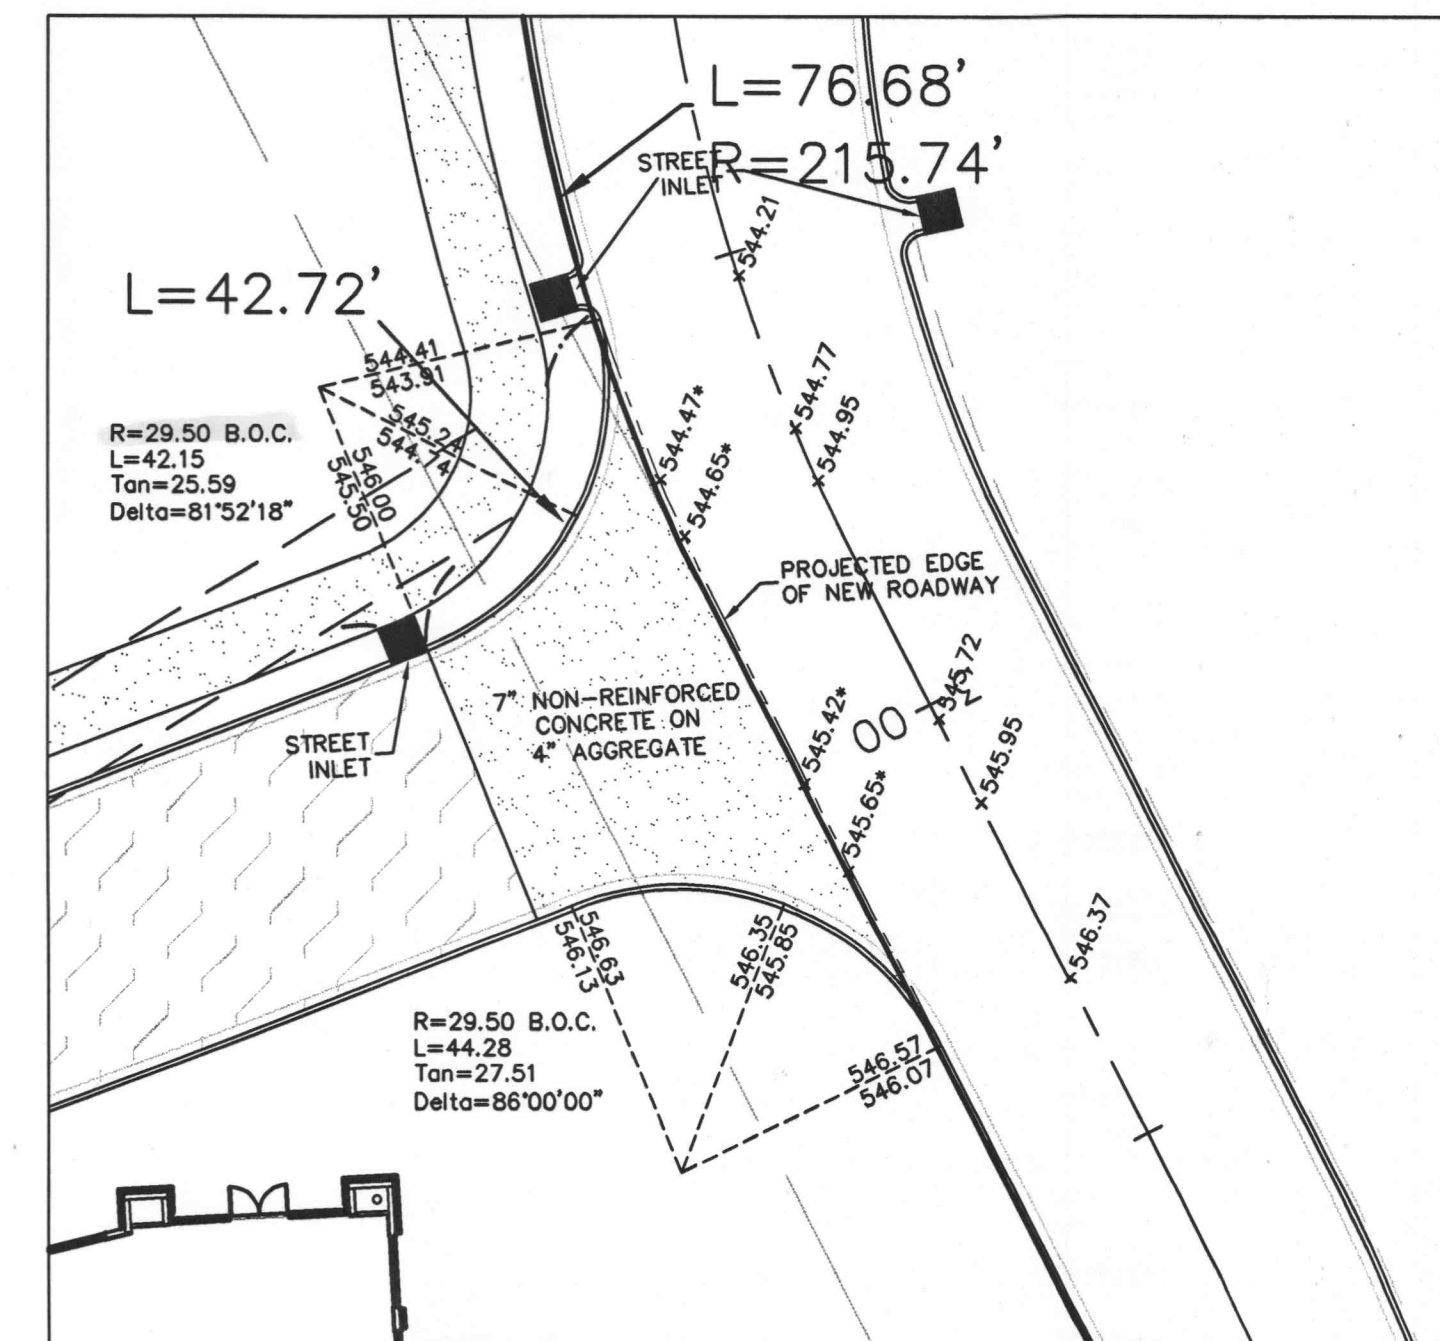 L=76.68'
STREET
INLET
R=215.74'
544.21
L=42.72'
544.41
543.91
544.77
544.95
544.47*
544.65*
545.24
544.74
546.00
545.50
R=29.50 B.O.C.
L=42.15
Tan=25.59
Delta=81°52'18"
PROJECTED EDGE
OF NEW ROADWAY
7" NON-REINFORCED
CONCRETE ON
4" AGGREGATE
STREET
INLET
545.42*
00
545.72
545.95
545.65*
546.37
546.63
546.13
546.35
545.85
R=29.50 B.O.C.
L=44.28
Tan=27.51
Delta=86°00'00"
546.57
546.07